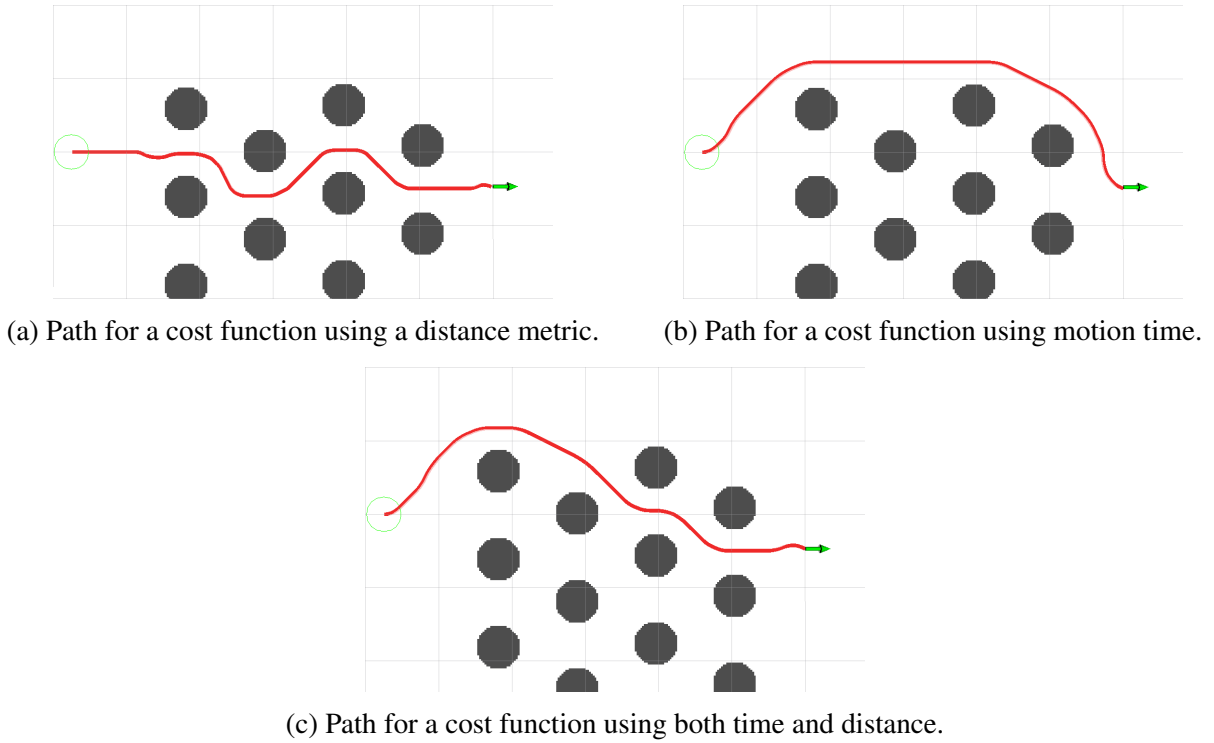 (a) Path for a cost function using a distance metric.
(b) Path for a cost function using motion time.
(c) Path for a cost function using both time and distance.